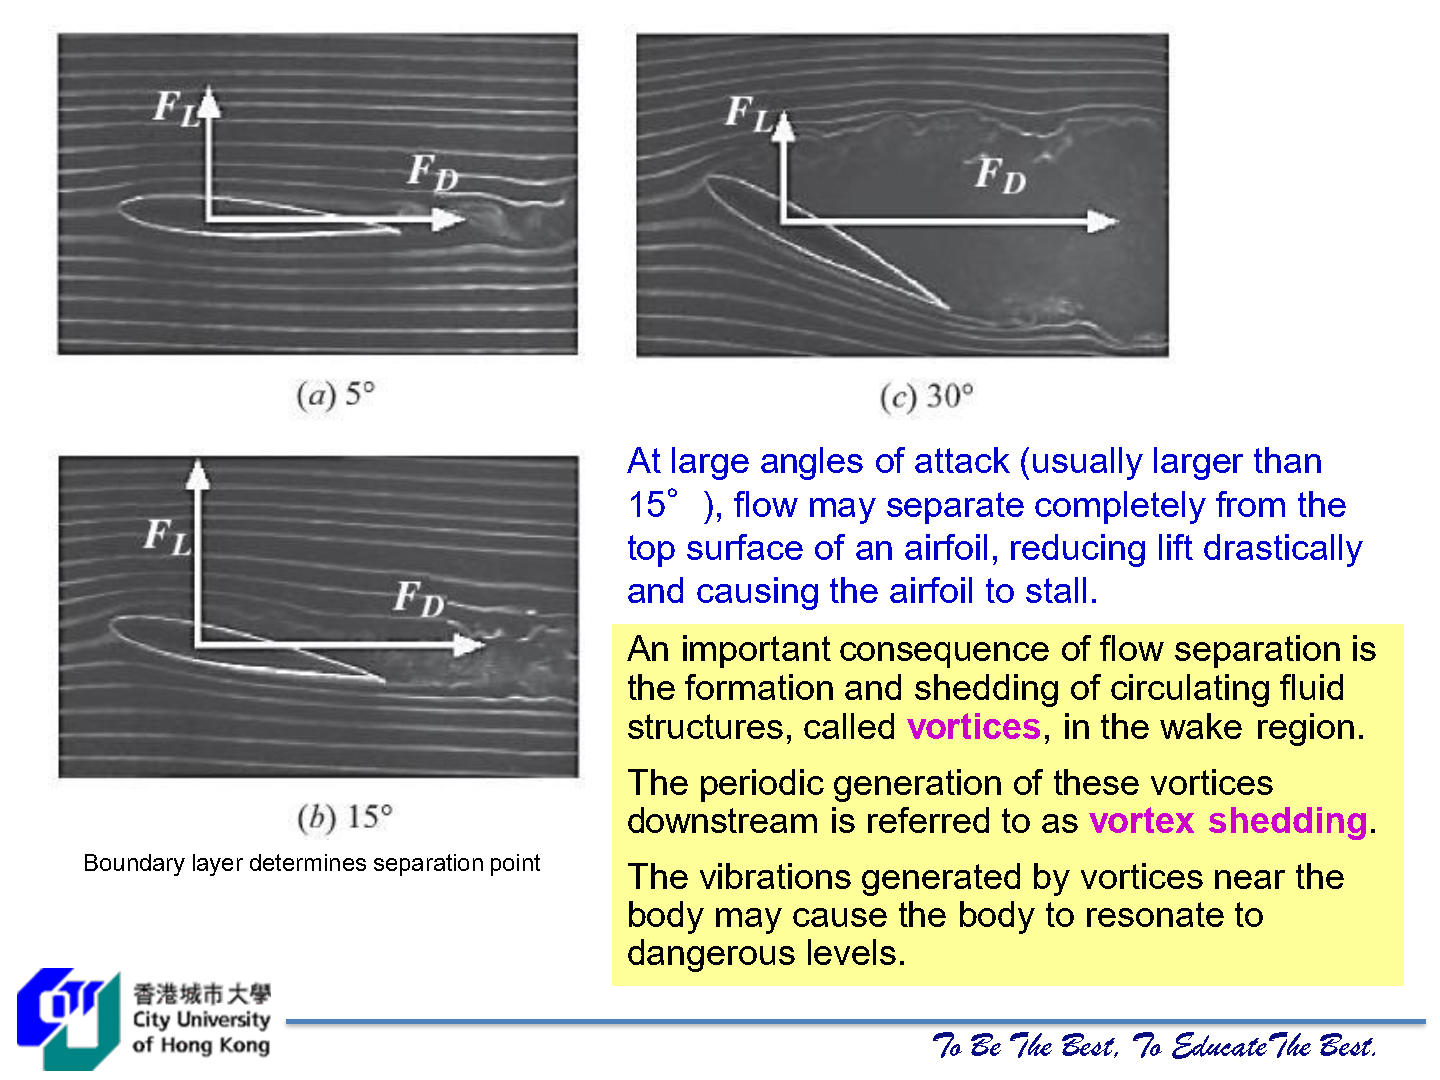 F_L
F_D
(a) 5°
F_L
F_D
(c) 30°
F_L
F_D
(b) 15°
Boundary layer determines separation point
At large angles of attack (usually larger than
15° ), flow may separate completely from the
top surface of an airfoil, reducing lift drastically
and causing the airfoil to stall.
An important consequence of flow separation is
the formation and shedding of circulating fluid
structures, called vortices, in the wake region.
The periodic generation of these vortices
downstream is referred to as vortex shedding.
The vibrations generated by vortices near the
body may cause the body to resonate to
dangerous levels.
香港城市大學
City University
of Hong Kong
To Be The Best, To EducateThe Best.